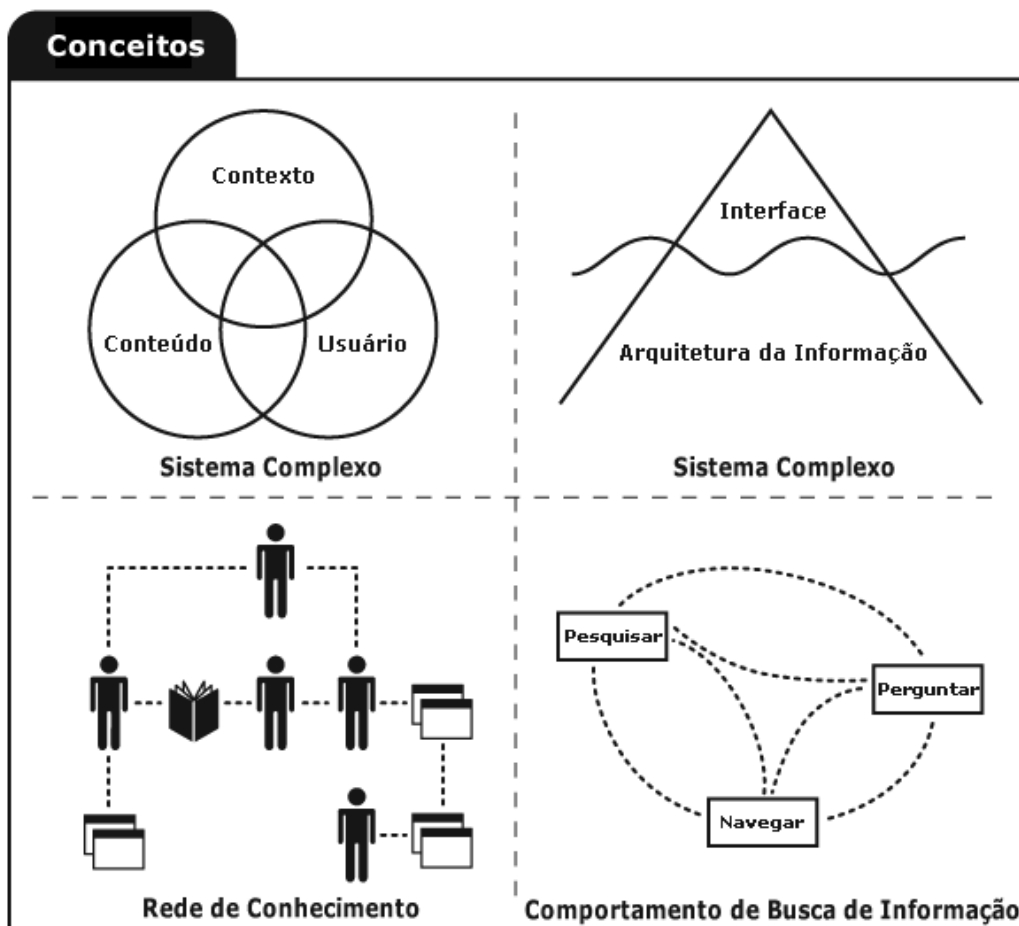 Conceitos
Contexto
Conteúdo
Usuário
Sistema Complexo
Interface
Arquitetura da Informação
Sistema Complexo
Rede de Conhecimento
Pesquisar
Perguntar
Navegar
Comportamento de Busca de Informação